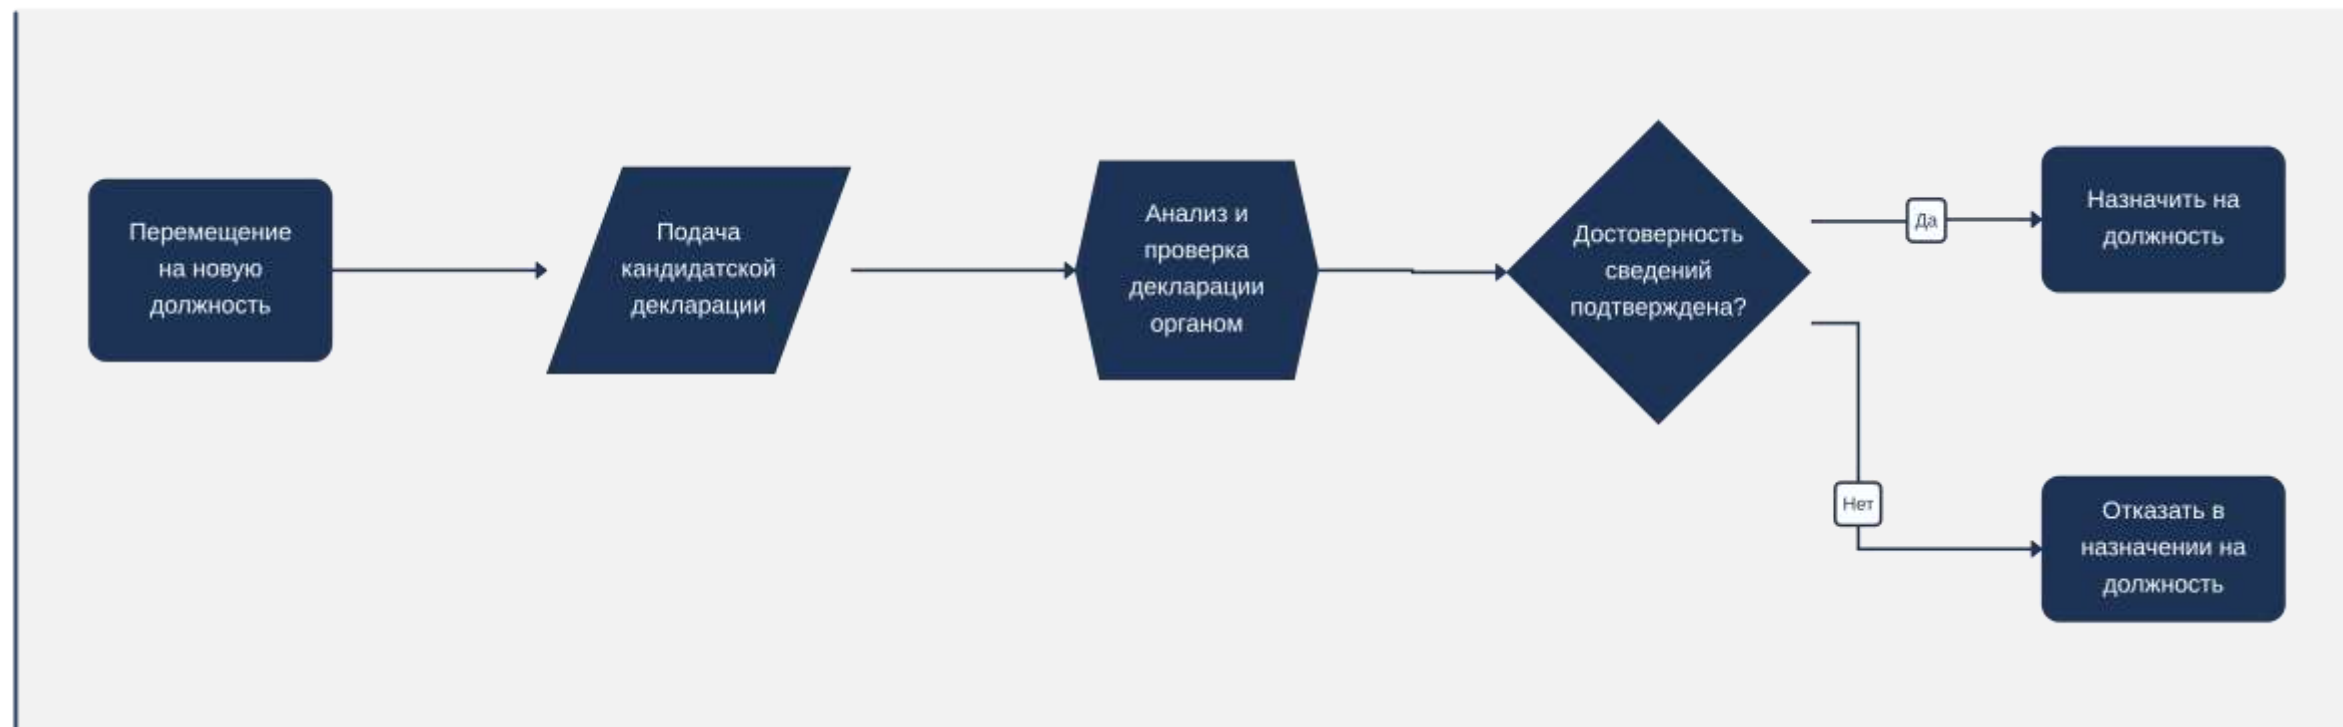 Перемещение
на новую
должность
Подача
кандидатской
декларации
Анализ и
проверка
декларации
органом
Достоверность
сведений
подтверждена?
Да
Назначить на
должность
Нет
Отказать в
назначении на
должность